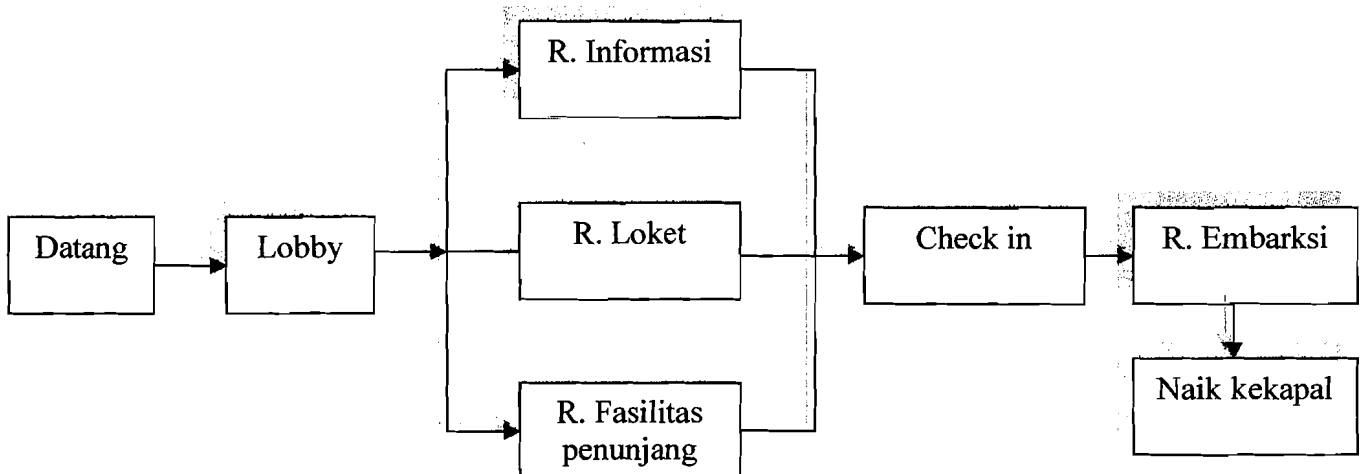 R. Informasi
Datang
Lobby
R. Loket
Check in
R. Embarksi
R. Fasilitas
penunjang
Naik kekapal